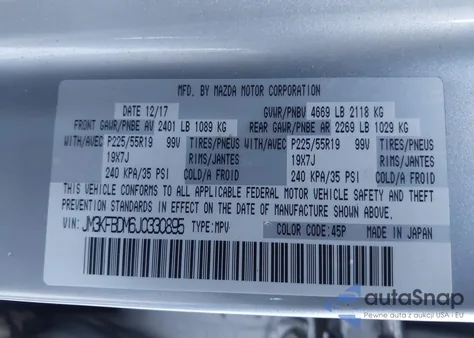 MFD. BY MAZDA MOTOR CORPORATION
DATE 12/17 GVWR/PNBV 4669 LB 2118 KG
FRONT GAWR/PNBE AV 2401 LB 1089 KG REAR GAWR/PNBE AR 2269 LB 1029 KG
WITH/AVEC P225/55R19 99V TIRES/PNEUS WITH/AVEC P225/55R19 99V TIRES/PNEUS
19X7J RIMS/JANTES 19X7J RIMS/JANTES
240 KPA/35 PSI COLD/A FROID 240 KPA/35 PSI COLD/A FROID
THIS VEHICLE CONFORMS TO ALL APPLICABLE FEDERAL MOTOR VEHICLE SAFETY AND THEFT
PREVENTION STANDARDS IN EFFECT ON THE DATE OF MANUFACTURE SHOWN ABOVE.
VIN: JM3KFBDM6J0330895 TYPE: MPV COLOR CODE: 45P MADE IN JAPAN
autoSnap
Pewne auta z aukcji USA i EU